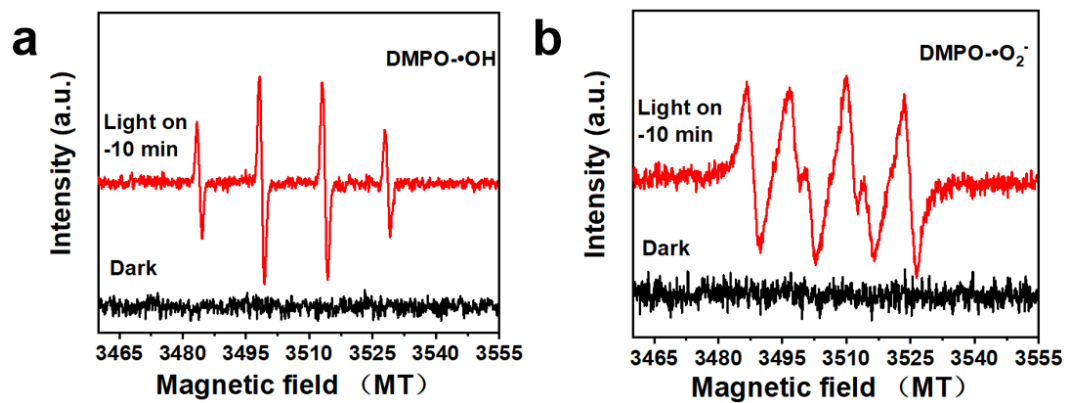 a
DMPO-•OH
Light on
-10 min
Dark
Intensity (a.u.)
3465 3480 3495 3510 3525 3540 3555
Magnetic field （MT）
b
DMPO-•O₂⁻
Light on
-10 min
Dark
Intensity (a.u.)
3465 3480 3495 3510 3525 3540 3555
Magnetic field （MT）